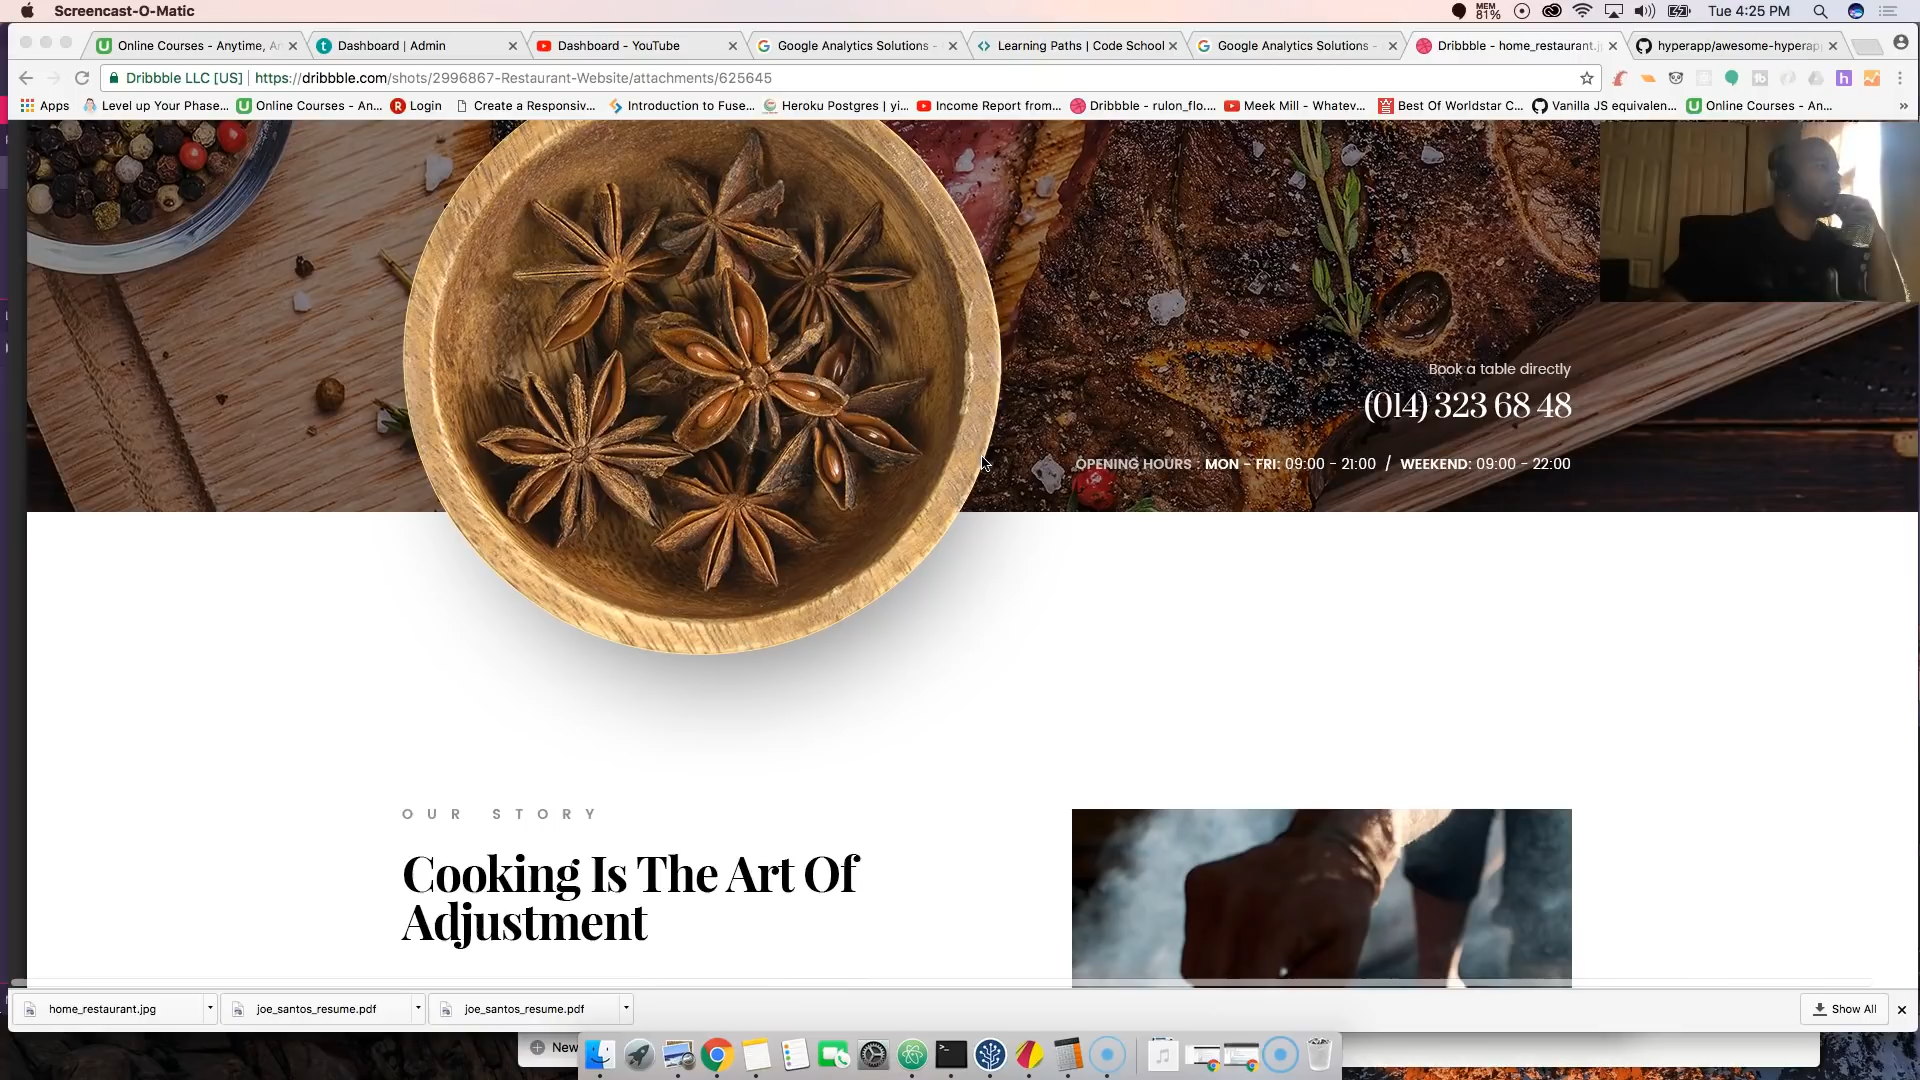 Screencast-O-Matic
MEM
81%
Tue 4:25 PM
Online Courses - Anytime, A
Dashboard | Admin
Dashboard - YouTube
Google Analytics Solutions -
Learning Paths | Code School
Google Analytics Solutions -
Dribbble - home_restaurant.j
hyperapp/awesome-hyperap
Dribbble LLC [US]
https://dribbble.com/shots/2996867-Restaurant-Website/attachments/625645
Apps
Level up Your Phase...
Online Courses - An...
Login
Create a Responsiv...
Introduction to Fuse...
Heroku Postgres | yi...
Income Report from...
Dribbble - rulon_flo....
Meek Mill - Whatev...
Best Of Worldstar C...
Vanilla JS equivalen...
Online Courses - An...
»
Book a table directly
(014) 323 68 48
OPENING HOURS : MON - FRI: 09:00 - 21:00 / WEEKEND: 09:00 - 22:00
OUR STORY
Cooking Is The Art Of
Adjustment
home_restaurant.jpg
joe_santos_resume.pdf
joe_santos_resume.pdf
Show All
New